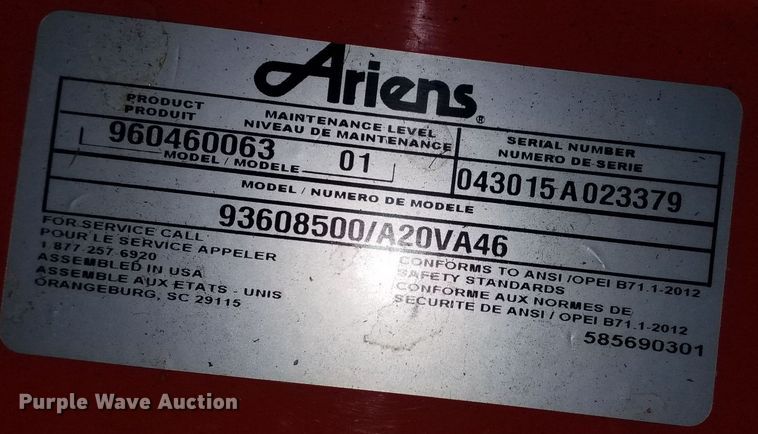 Ariens®
PRODUCT
PRODUIT
MAINTENANCE LEVEL
NIVEAU DE MAINTENANCE
SERIAL NUMBER
NUMERO DE SERIE
960460063
01
043015A023379
MODEL / MODELE
MODEL / NUMERO DE MODELE
93608500/A20VA46
FOR SERVICE CALL
POUR LE SERVICE APPELER
1.877.257.6920
ASSEMBLED IN USA
ASSEMBLE AUX ETATS - UNIS
ORANGEBURG, SC 29115
CONFORMS TO ANSI /OPEI B71.1-2012
SAFETY STANDARDS
CONFORME AUX NORMES DE
SECURITE DE ANSI / OPEI B71.1-2012
585690301
Purple Wave Auction